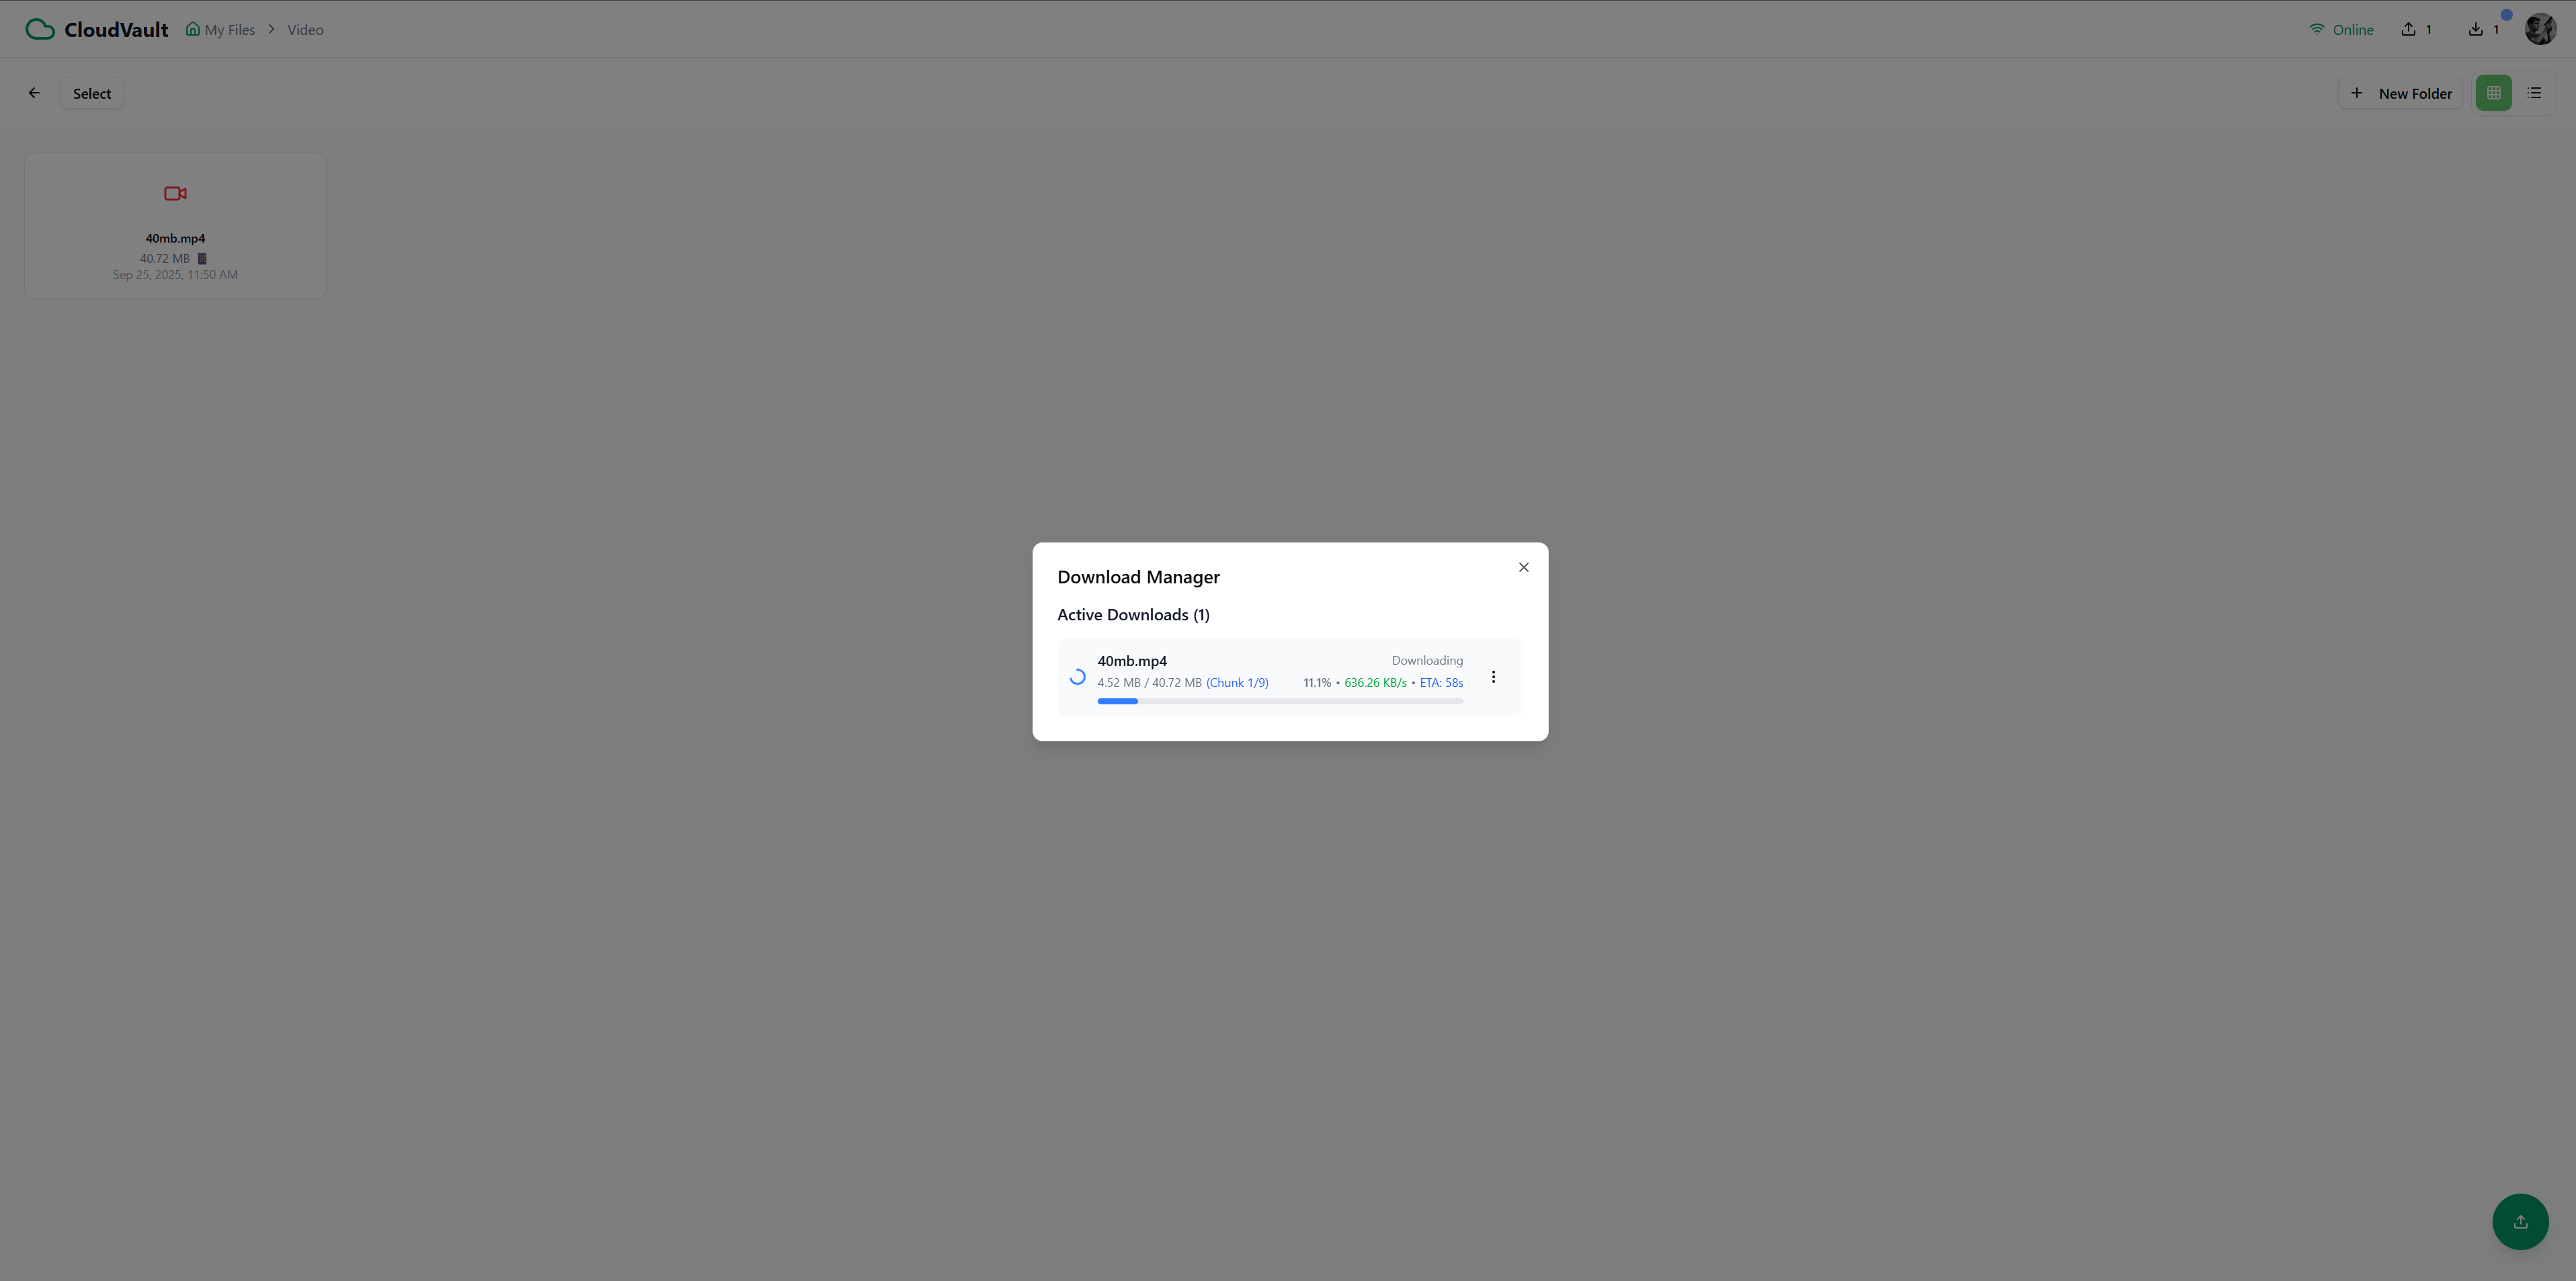 CloudVault My Files > Video Online 1 1
Select New Folder
40mb.mp4
40.72 MB
Sep 25, 2025, 11:50 AM
Download Manager
Active Downloads (1)
40mb.mp4 Downloading
4.52 MB / 40.72 MB (Chunk 1/9) 11.1% • 636.26 KB/s • ETA: 58s